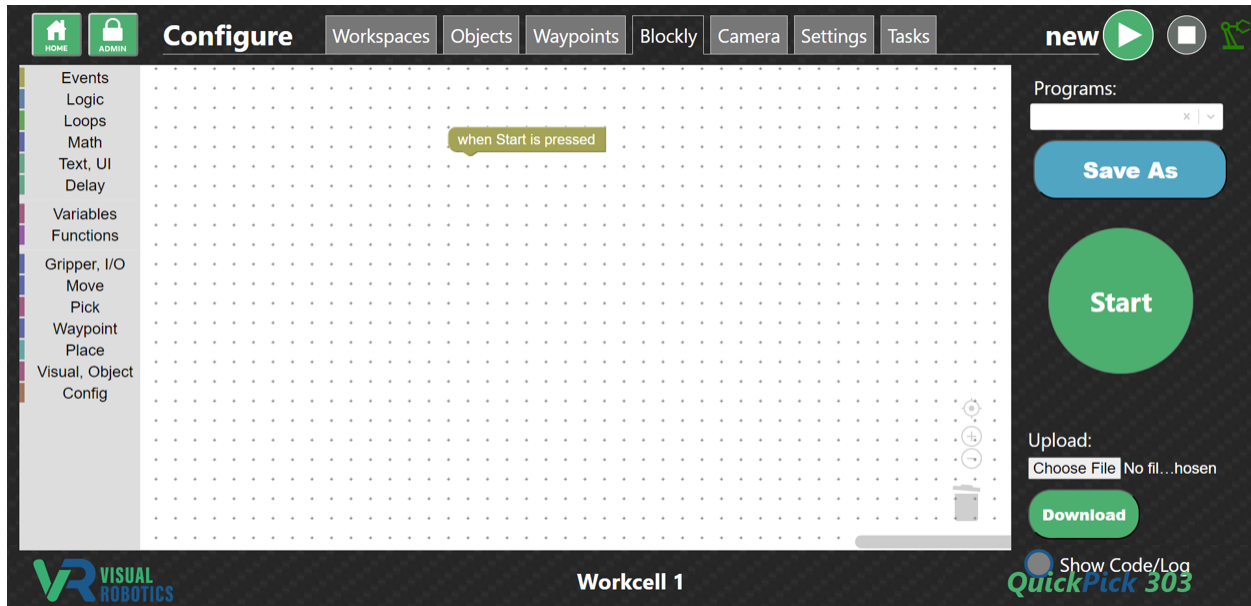 HOME
ADMIN
Configure
Workspaces
Objects
Waypoints
Blockly
Camera
Settings
Tasks
new
Events
Logic
Loops
Math
Text, UI
Delay
Variables
Functions
Gripper, I/O
Move
Pick
Waypoint
Place
Visual, Object
Config
when Start is pressed
Programs:
Save As
Start
Upload:
Choose File No fil...hosen
Download
Show Code/Log
VR VISUAL
ROBOTICS
Workcell 1
QuickPick 303